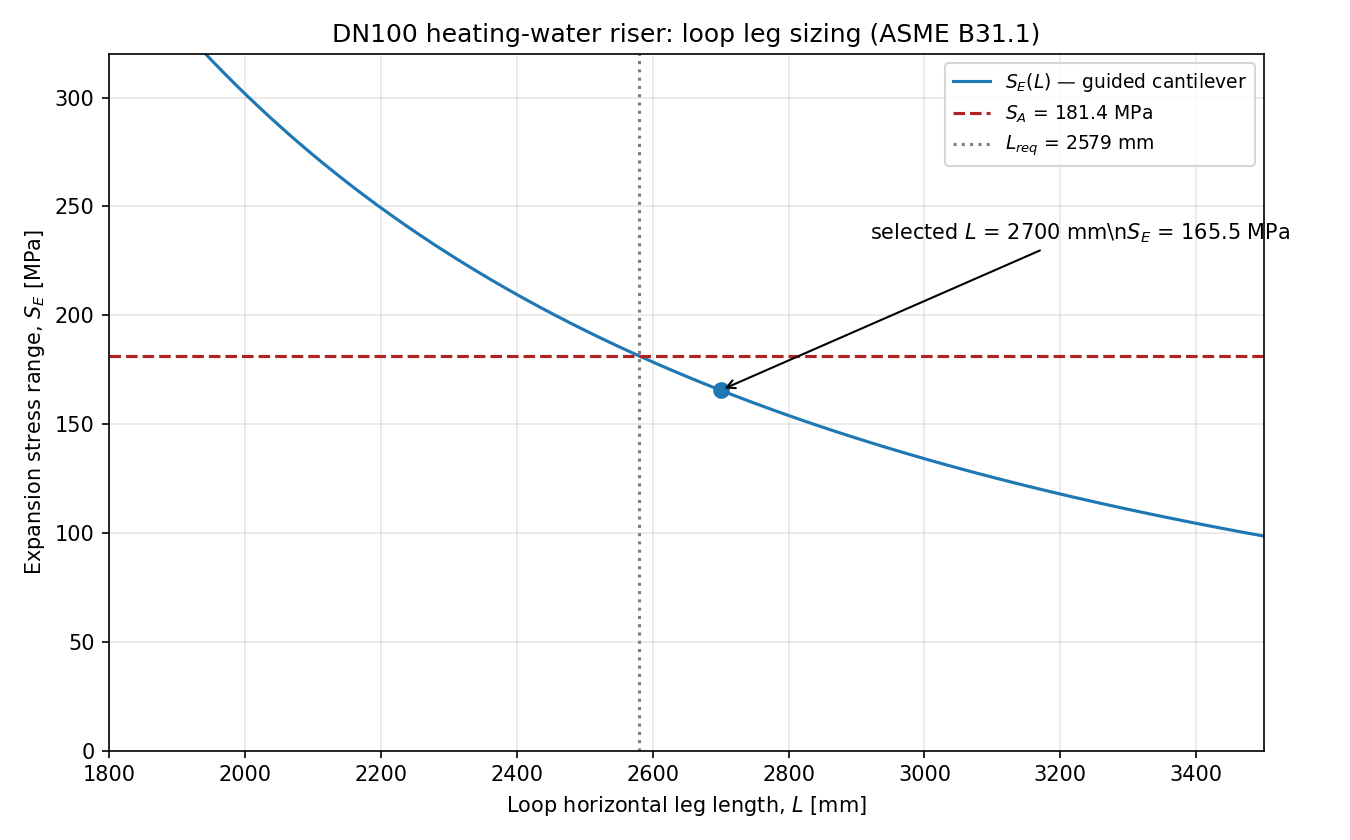 DN100 heating-water riser: loop leg sizing (ASME B31.1)
S_E(L) — guided cantilever
S_A = 181.4 MPa
L_req = 2579 mm
selected L = 2700 mm\nS_E = 165.5 MPa
Expansion stress range, S_E [MPa]
300
250
200
150
100
50
0
1800 2000 2200 2400 2600 2800 3000 3200 3400
Loop horizontal leg length, L [mm]